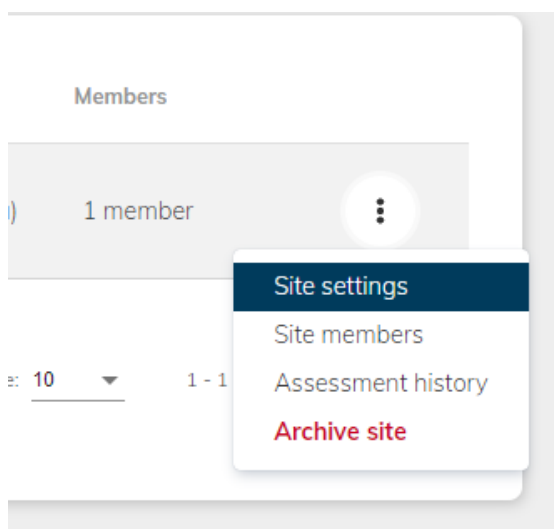 Members
) 1 member
Site settings
Site members
e: 10 1 - 1
Assessment history
Archive site